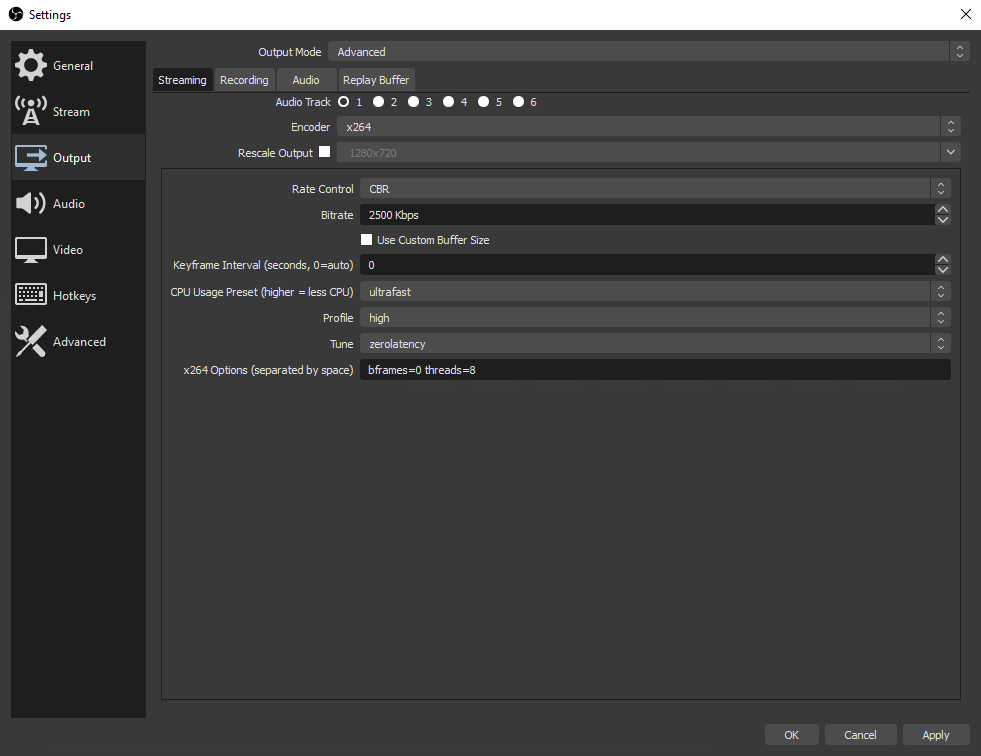 Settings
General
Stream
Output
Audio
Video
Hotkeys
Advanced
Output Mode Advanced
Streaming Recording Audio Replay Buffer
Audio Track 1 2 3 4 5 6
Encoder x264
Rescale Output 1280x720
Rate Control CBR
Bitrate 2500 Kbps
Use Custom Buffer Size
Keyframe Interval (seconds, 0=auto) 0
CPU Usage Preset (higher = less CPU) ultrafast
Profile high
Tune zerolatency
x264 Options (separated by space) bframes=0 threads=8
OK Cancel Apply